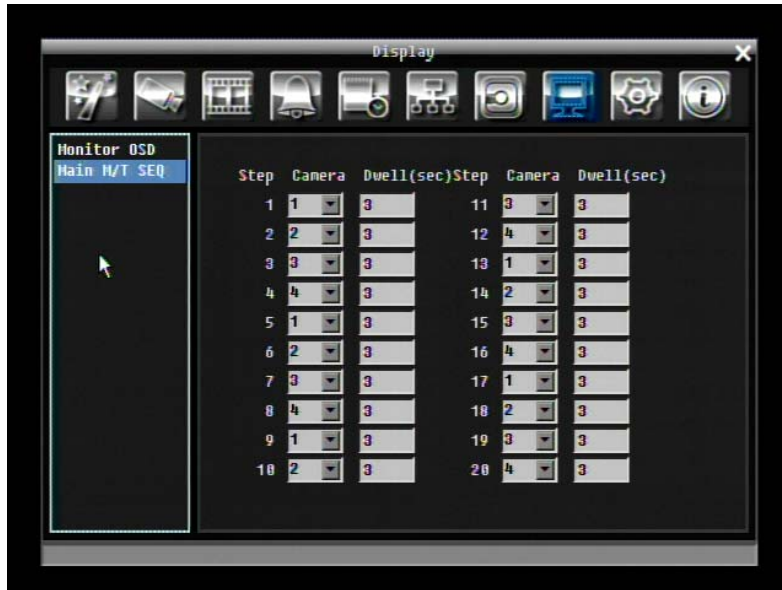 Display
Monitor OSD
Main M/T SEQ
Step Camera Dwell(sec) Step Camera Dwell(sec)
1 1 3 11 3 3
2 2 3 12 4 3
3 3 3 13 1 3
4 4 3 14 2 3
5 1 3 15 3 3
6 2 3 16 4 3
7 3 3 17 1 3
8 4 3 18 2 3
9 1 3 19 3 3
10 2 3 20 4 3